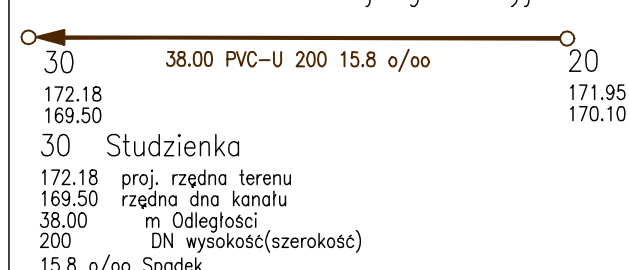 30 38.00 PVC-U 200 15.8 o/oo 20
172.18 171.95
169.50 170.10
30 Studzienka
172.18 proj. rzędna terenu
169.50 rzędna dna kanału
38.00 m Odległości
200 DN wysokość(szerokość)
15.8 o/oo Spadek